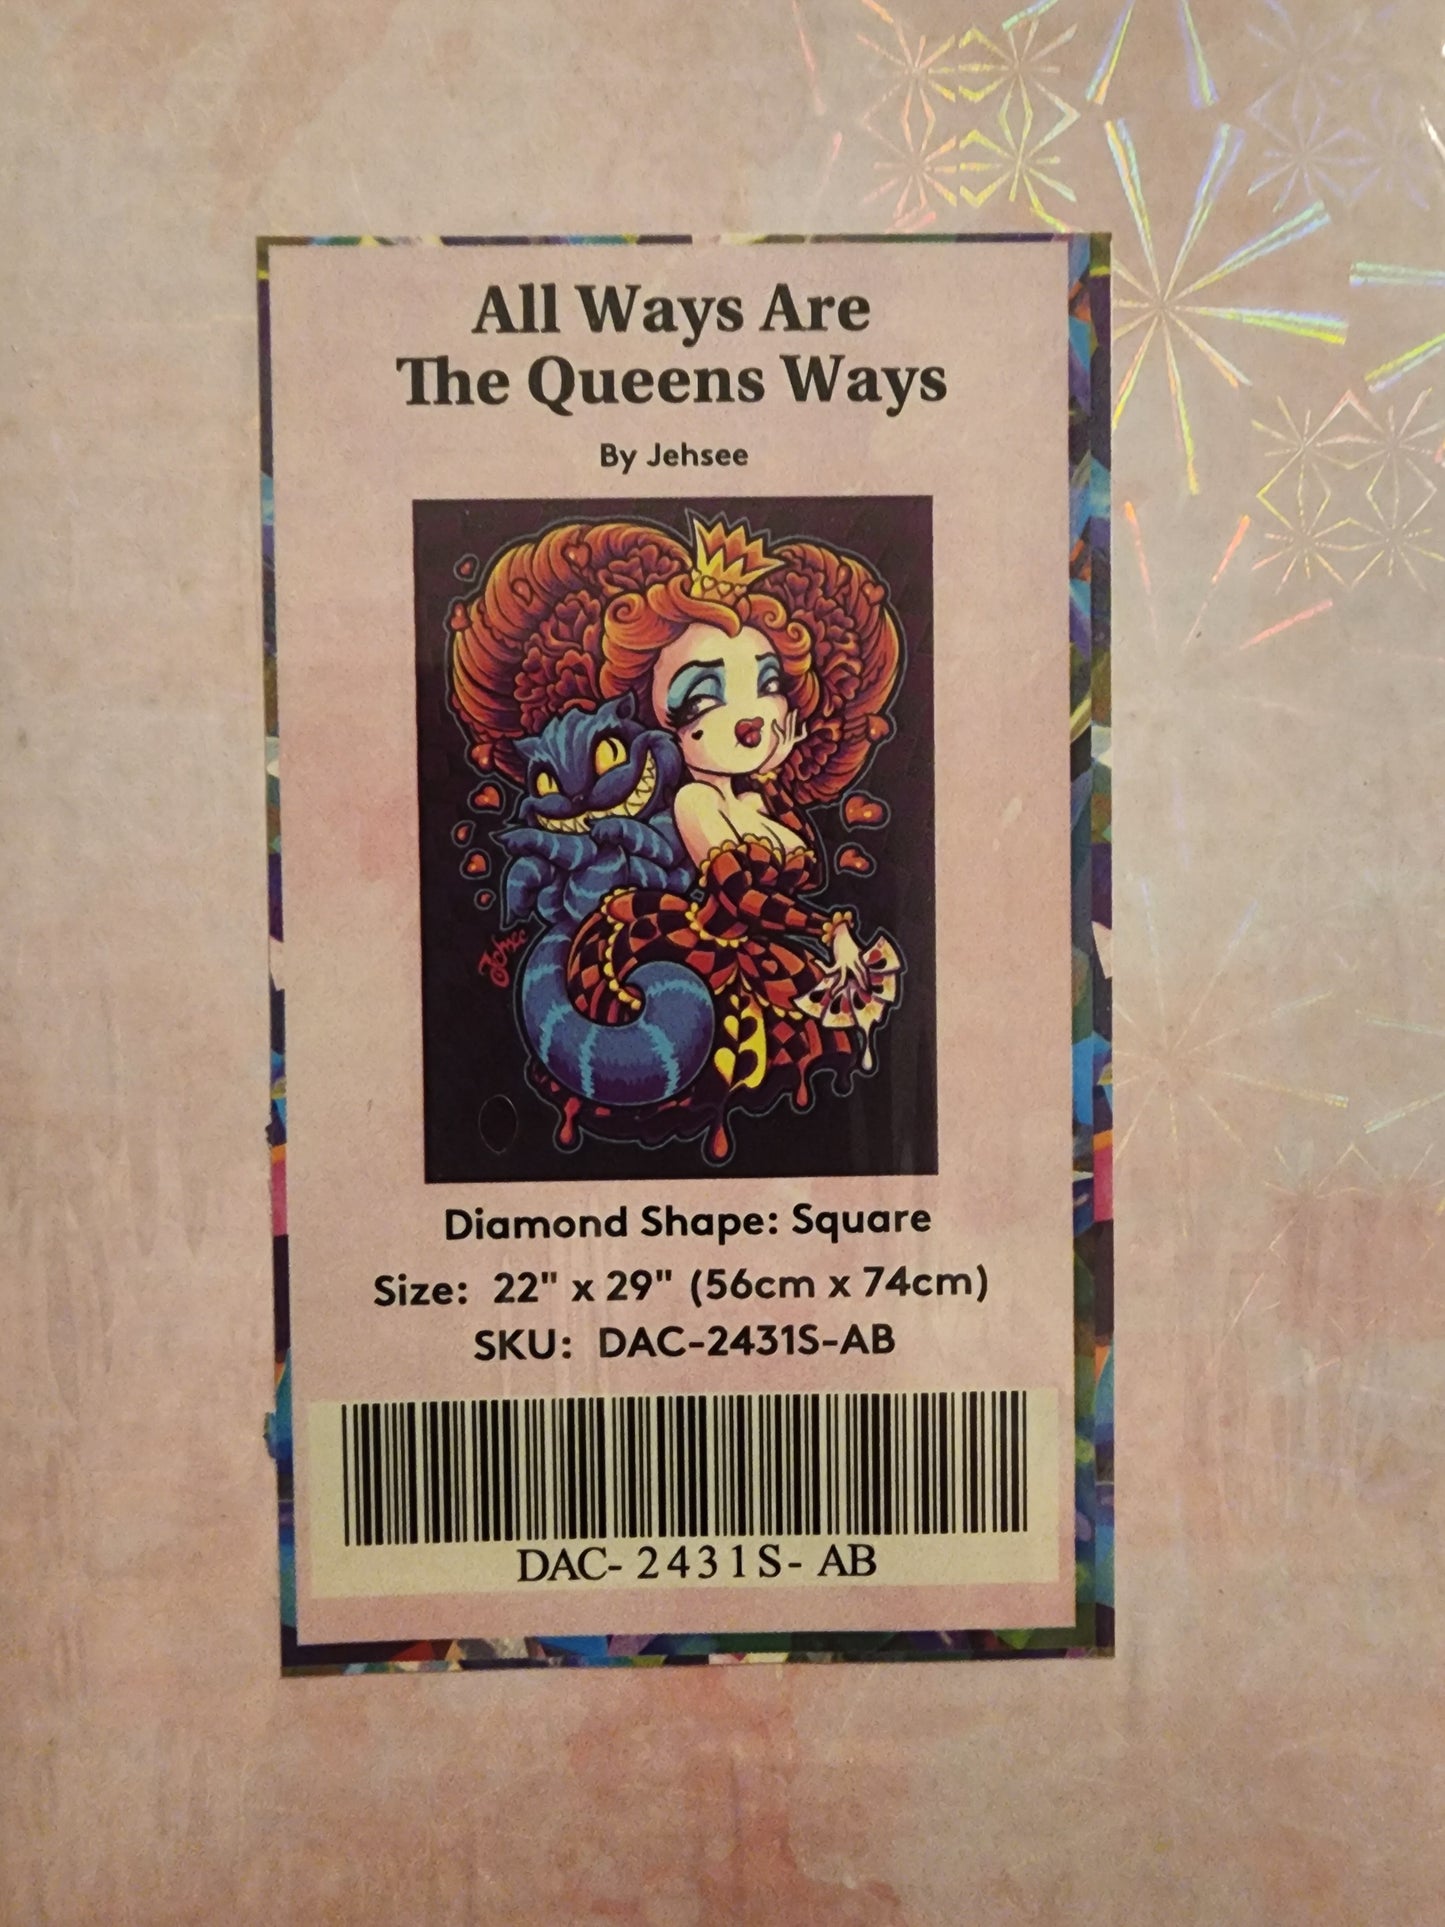 All Ways Are
The Queens Ways
By Jehsee
Jehsee
Diamond Shape: Square
Size: 22" x 29" (56cm x 74cm)
SKU: DAC-2431S-AB
DAC- 2431S- AB